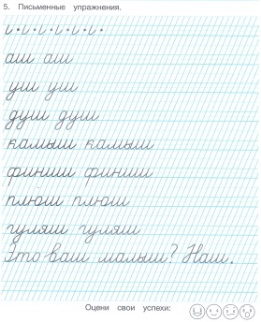 5. Письменные упражнения.
аш аш
уш уш
душ душ
камыш камыш
финиш финиш
плюш плюш
гуляш гуляш
Это ваш малыш? Наш.
Оцени свои успехи: